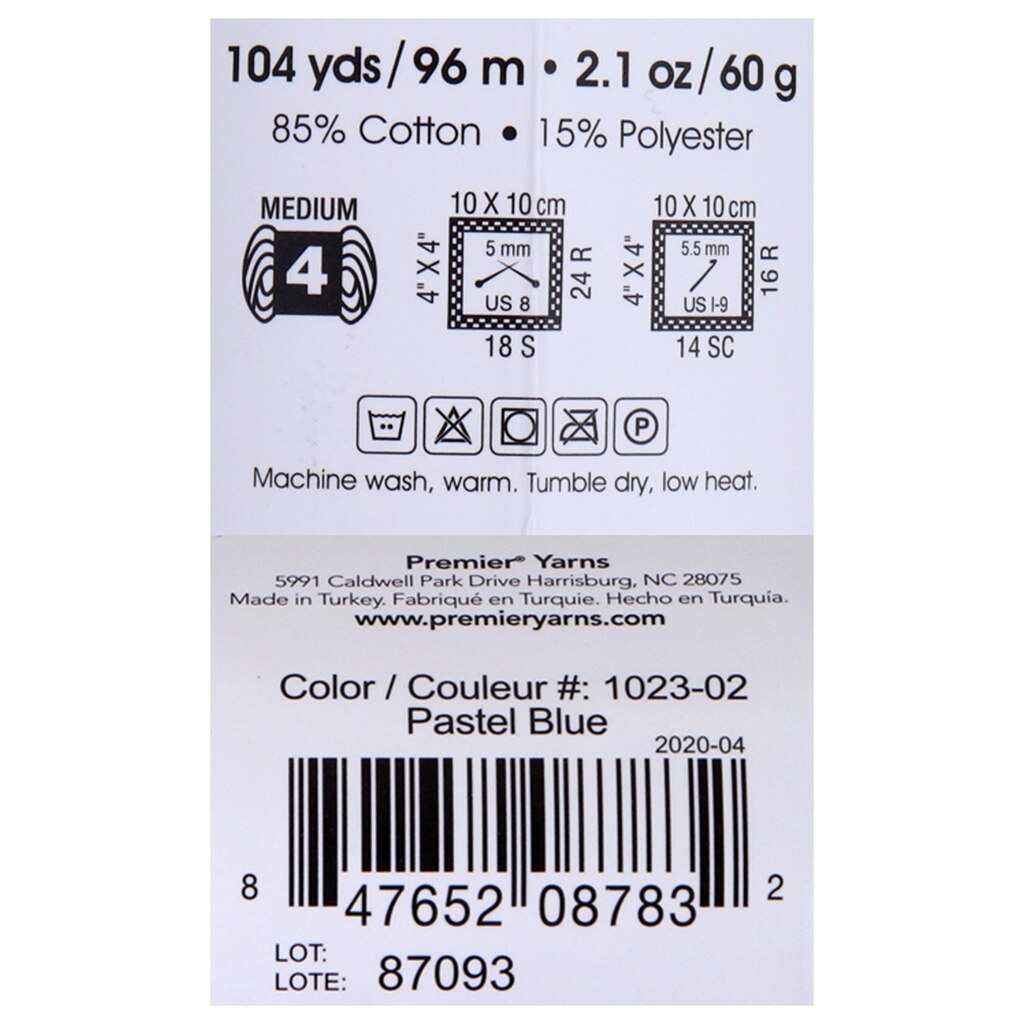 104 yds/96 m • 2.1 oz/60 g
85% Cotton • 15% Polyester
MEDIUM
4
10 X 10 cm
4" X 4"
5 mm
US 8
24 R
18 S
10 X 10 cm
4" X 4"
5.5 mm
US I-9
16 R
14 SC
P
Machine wash, warm. Tumble dry, low heat.
Premier® Yarns
5991 Caldwell Park Drive Harrisburg, NC 28075
Made in Turkey. Fabriqué en Turquie. Hecho en Turquía.
www.premieryarns.com
Color / Couleur #: 1023-02
Pastel Blue
2020-04
8 47652 08783 2
LOT:
LOTE: 87093